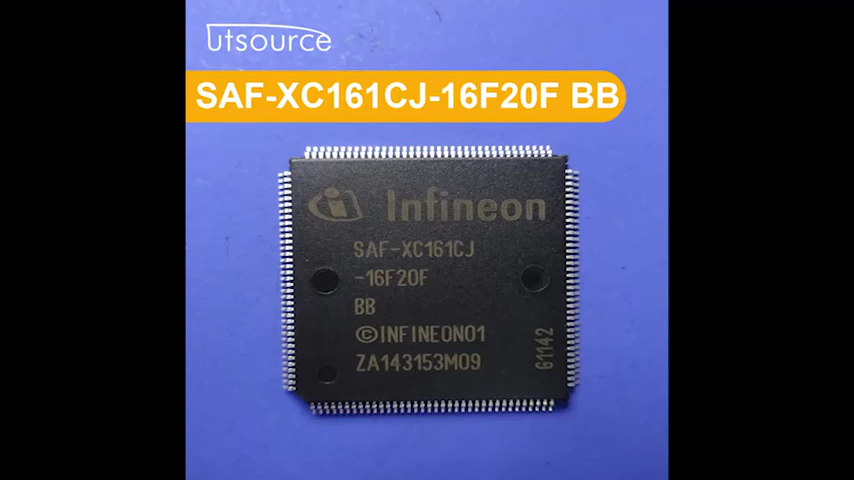 utsource
SAF-XC161CJ-16F20F BB
Infineon
SAF-XC161CJ
-16F20F
BB
©INFINEON01
ZA143153M09
G1142